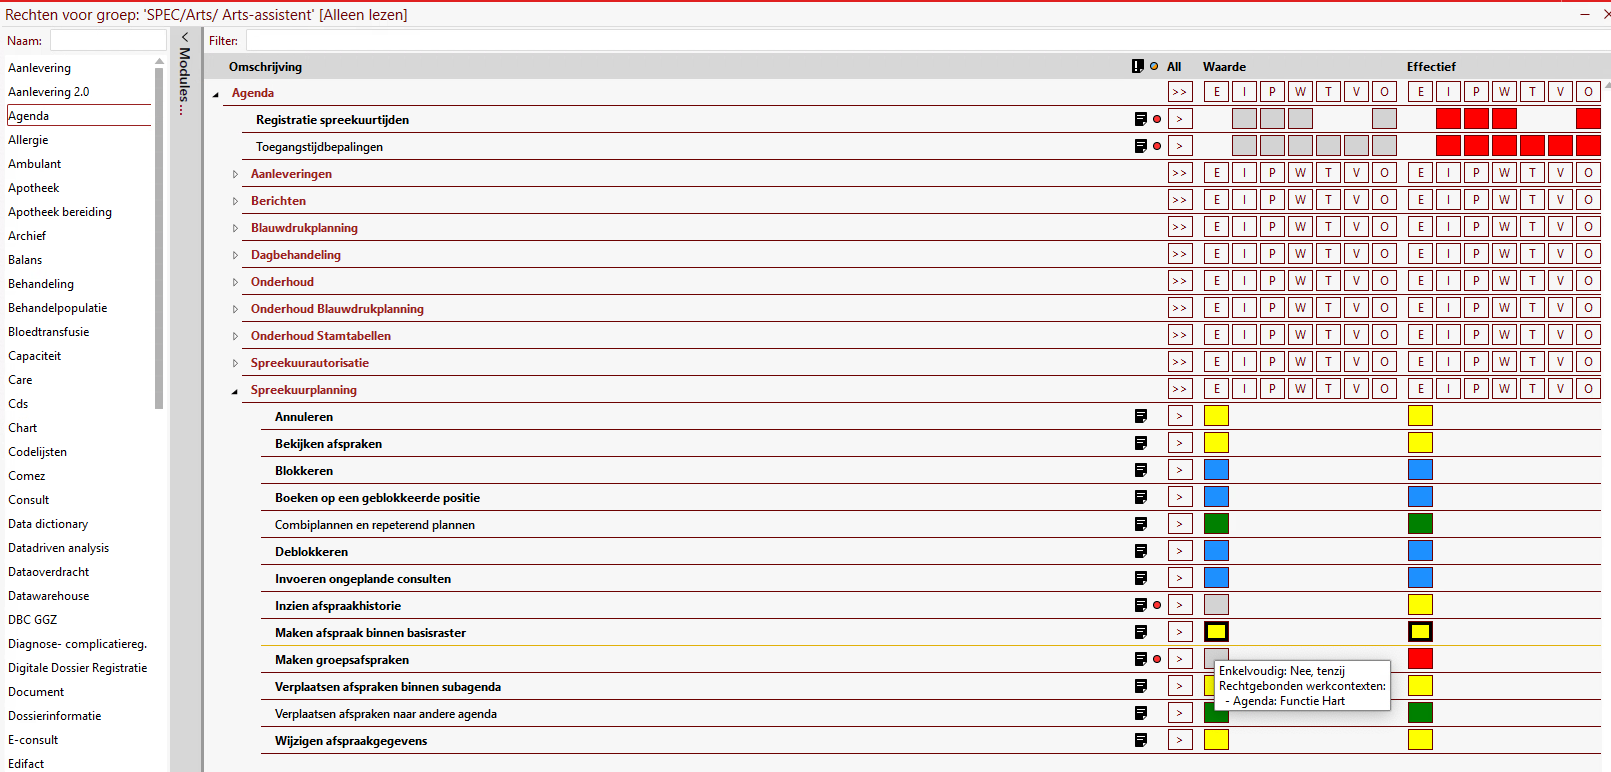 Rechten voor groep: 'SPEC/Arts/ Arts-assistent' [Alleen lezen]
Naam:
Aanlevering
Aanlevering 2.0
Agenda
Allergie
Ambulant
Apotheek
Apotheek bereiding
Archief
Balans
Behandeling
Behandelpopulatie
Bloedtransfusie
Capaciteit
Care
Cds
Chart
Codelijsten
Comez
Consult
Data dictionary
Datadriven analysis
Dataoverdracht
Datawarehouse
DBC GGZ
Diagnose- complicatiereg.
Digitale Dossier Registratie
Document
Dossierinformatie
E-consult
Edifact
< Modules...
Filter:
Omschrijving All Waarde Effectief
Agenda >> E I P W T V O E I P W T V O
Registratie spreekuurtijden >
Toegangstijdbepalingen >
Aanleveringen >> E I P W T V O E I P W T V O
Berichten >> E I P W T V O E I P W T V O
Blauwdrukplanning >> E I P W T V O E I P W T V O
Dagbehandeling >> E I P W T V O E I P W T V O
Onderhoud >> E I P W T V O E I P W T V O
Onderhoud Blauwdrukplanning >> E I P W T V O E I P W T V O
Onderhoud Stamtabellen >> E I P W T V O E I P W T V O
Spreekuurautorisatie >> E I P W T V O E I P W T V O
Spreekuurplanning >> E I P W T V O E I P W T V O
Annuleren >
Bekijken afspraken >
Blokkeren >
Boeken op een geblokkeerde positie >
Combiplannen en repeterend plannen >
Deblokkeren >
Invoeren ongeplande consulten >
Inzien afspraakhistorie >
Maken afspraak binnen basisraster >
Maken groepsafspraken >
Verplaatsen afspraken binnen subagenda >
Verplaatsen afspraken naar andere agenda >
Wijzigen afspraakgegevens >
Enkelvoudig: Nee, tenzij
Rechtgebonden werkcontexten:
- Agenda: Functie Hart